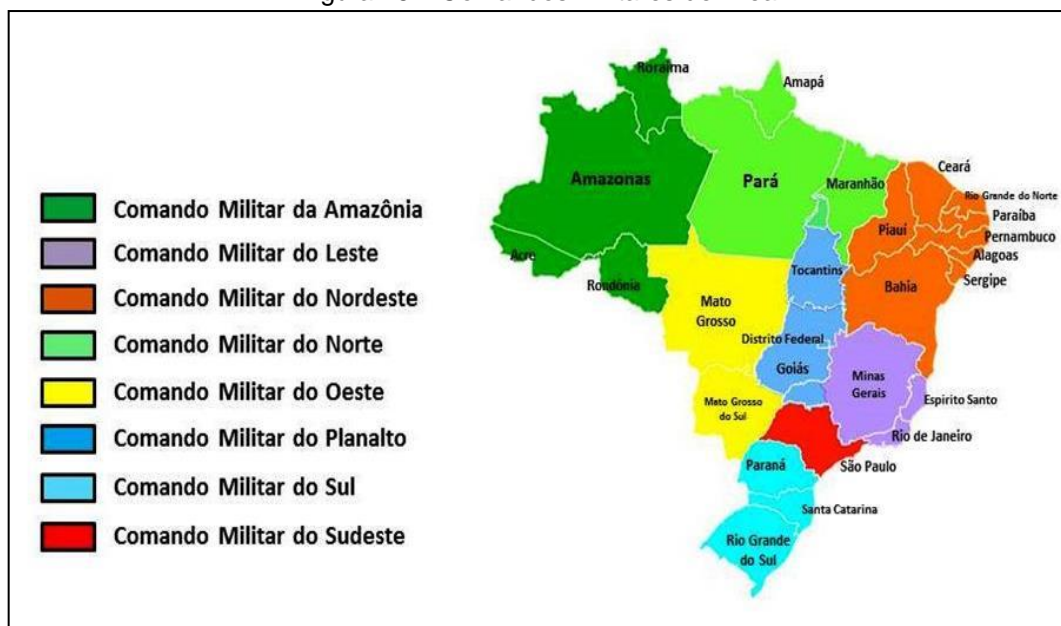 Comando Militar da Amazônia
Comando Militar do Leste
Comando Militar do Nordeste
Comando Militar do Norte
Comando Militar do Oeste
Comando Militar do Planalto
Comando Militar do Sul
Comando Militar do Sudeste
Roraima
Amapá
Amazonas
Pará
Maranhão
Ceará
Rio Grande do Norte
Paraíba
Pernambuco
Alagoas
Sergipe
Piauí
Bahia
Acre
Rondônia
Tocantins
Mato
Grosso
Distrito Federal
Goiás
Minas
Gerais
Espirito Santo
Mato Grosso
do Sul
Rio de Janeiro
São Paulo
Paraná
Santa Catarina
Rio Grande
do Sul